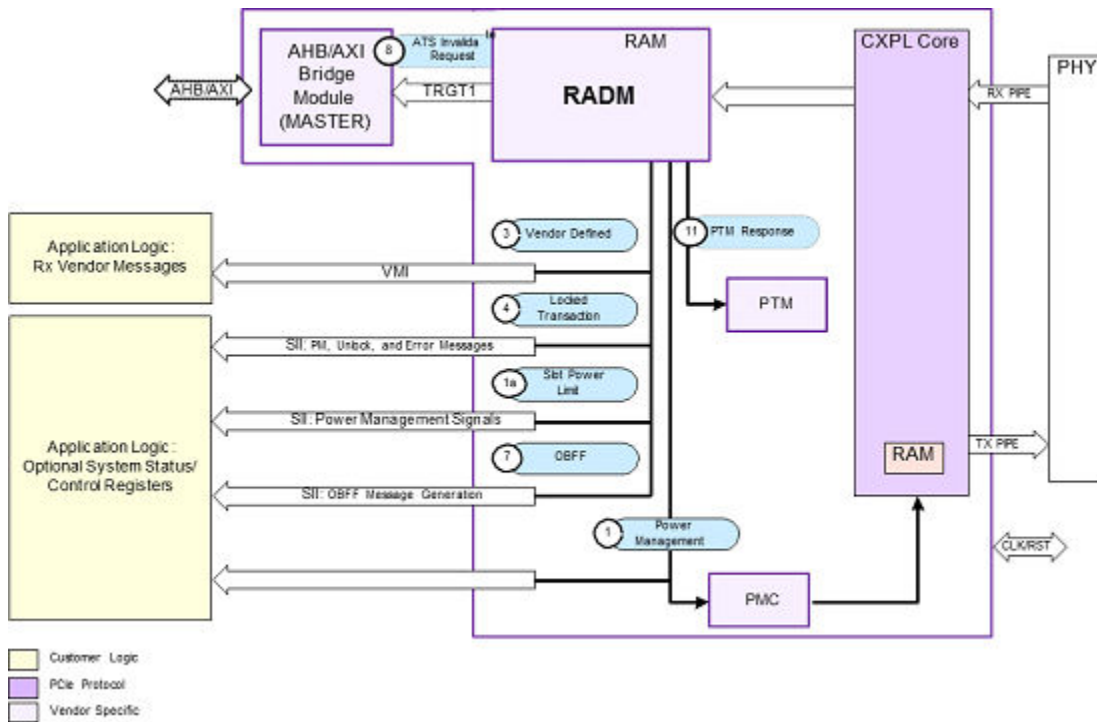 AHB/AXI
Bridge
Module
(MASTER)
8
ATS Invalida
Request
RAM
RADM
CXPL Core
PHY
AHB/AXI
TRGT1
RX PIPE
3
Vendor Defined
11
PTM Response
Application Logic:
Rx Vendor Messages
VMI
4
Locked
Transaction
PTM
SII: PM, Unlock, and Error Messages
1a
Slot Power
Limit
SII: Power Management Signals
Application Logic:
Optional System Status/
Control Registers
7
OBFF
RAM
TX PIPE
SII: OBFF Message Generation
1
Power
Management
CLK/RST
PMC
Customer Logic
PCIe Protocol
Vendor Specific